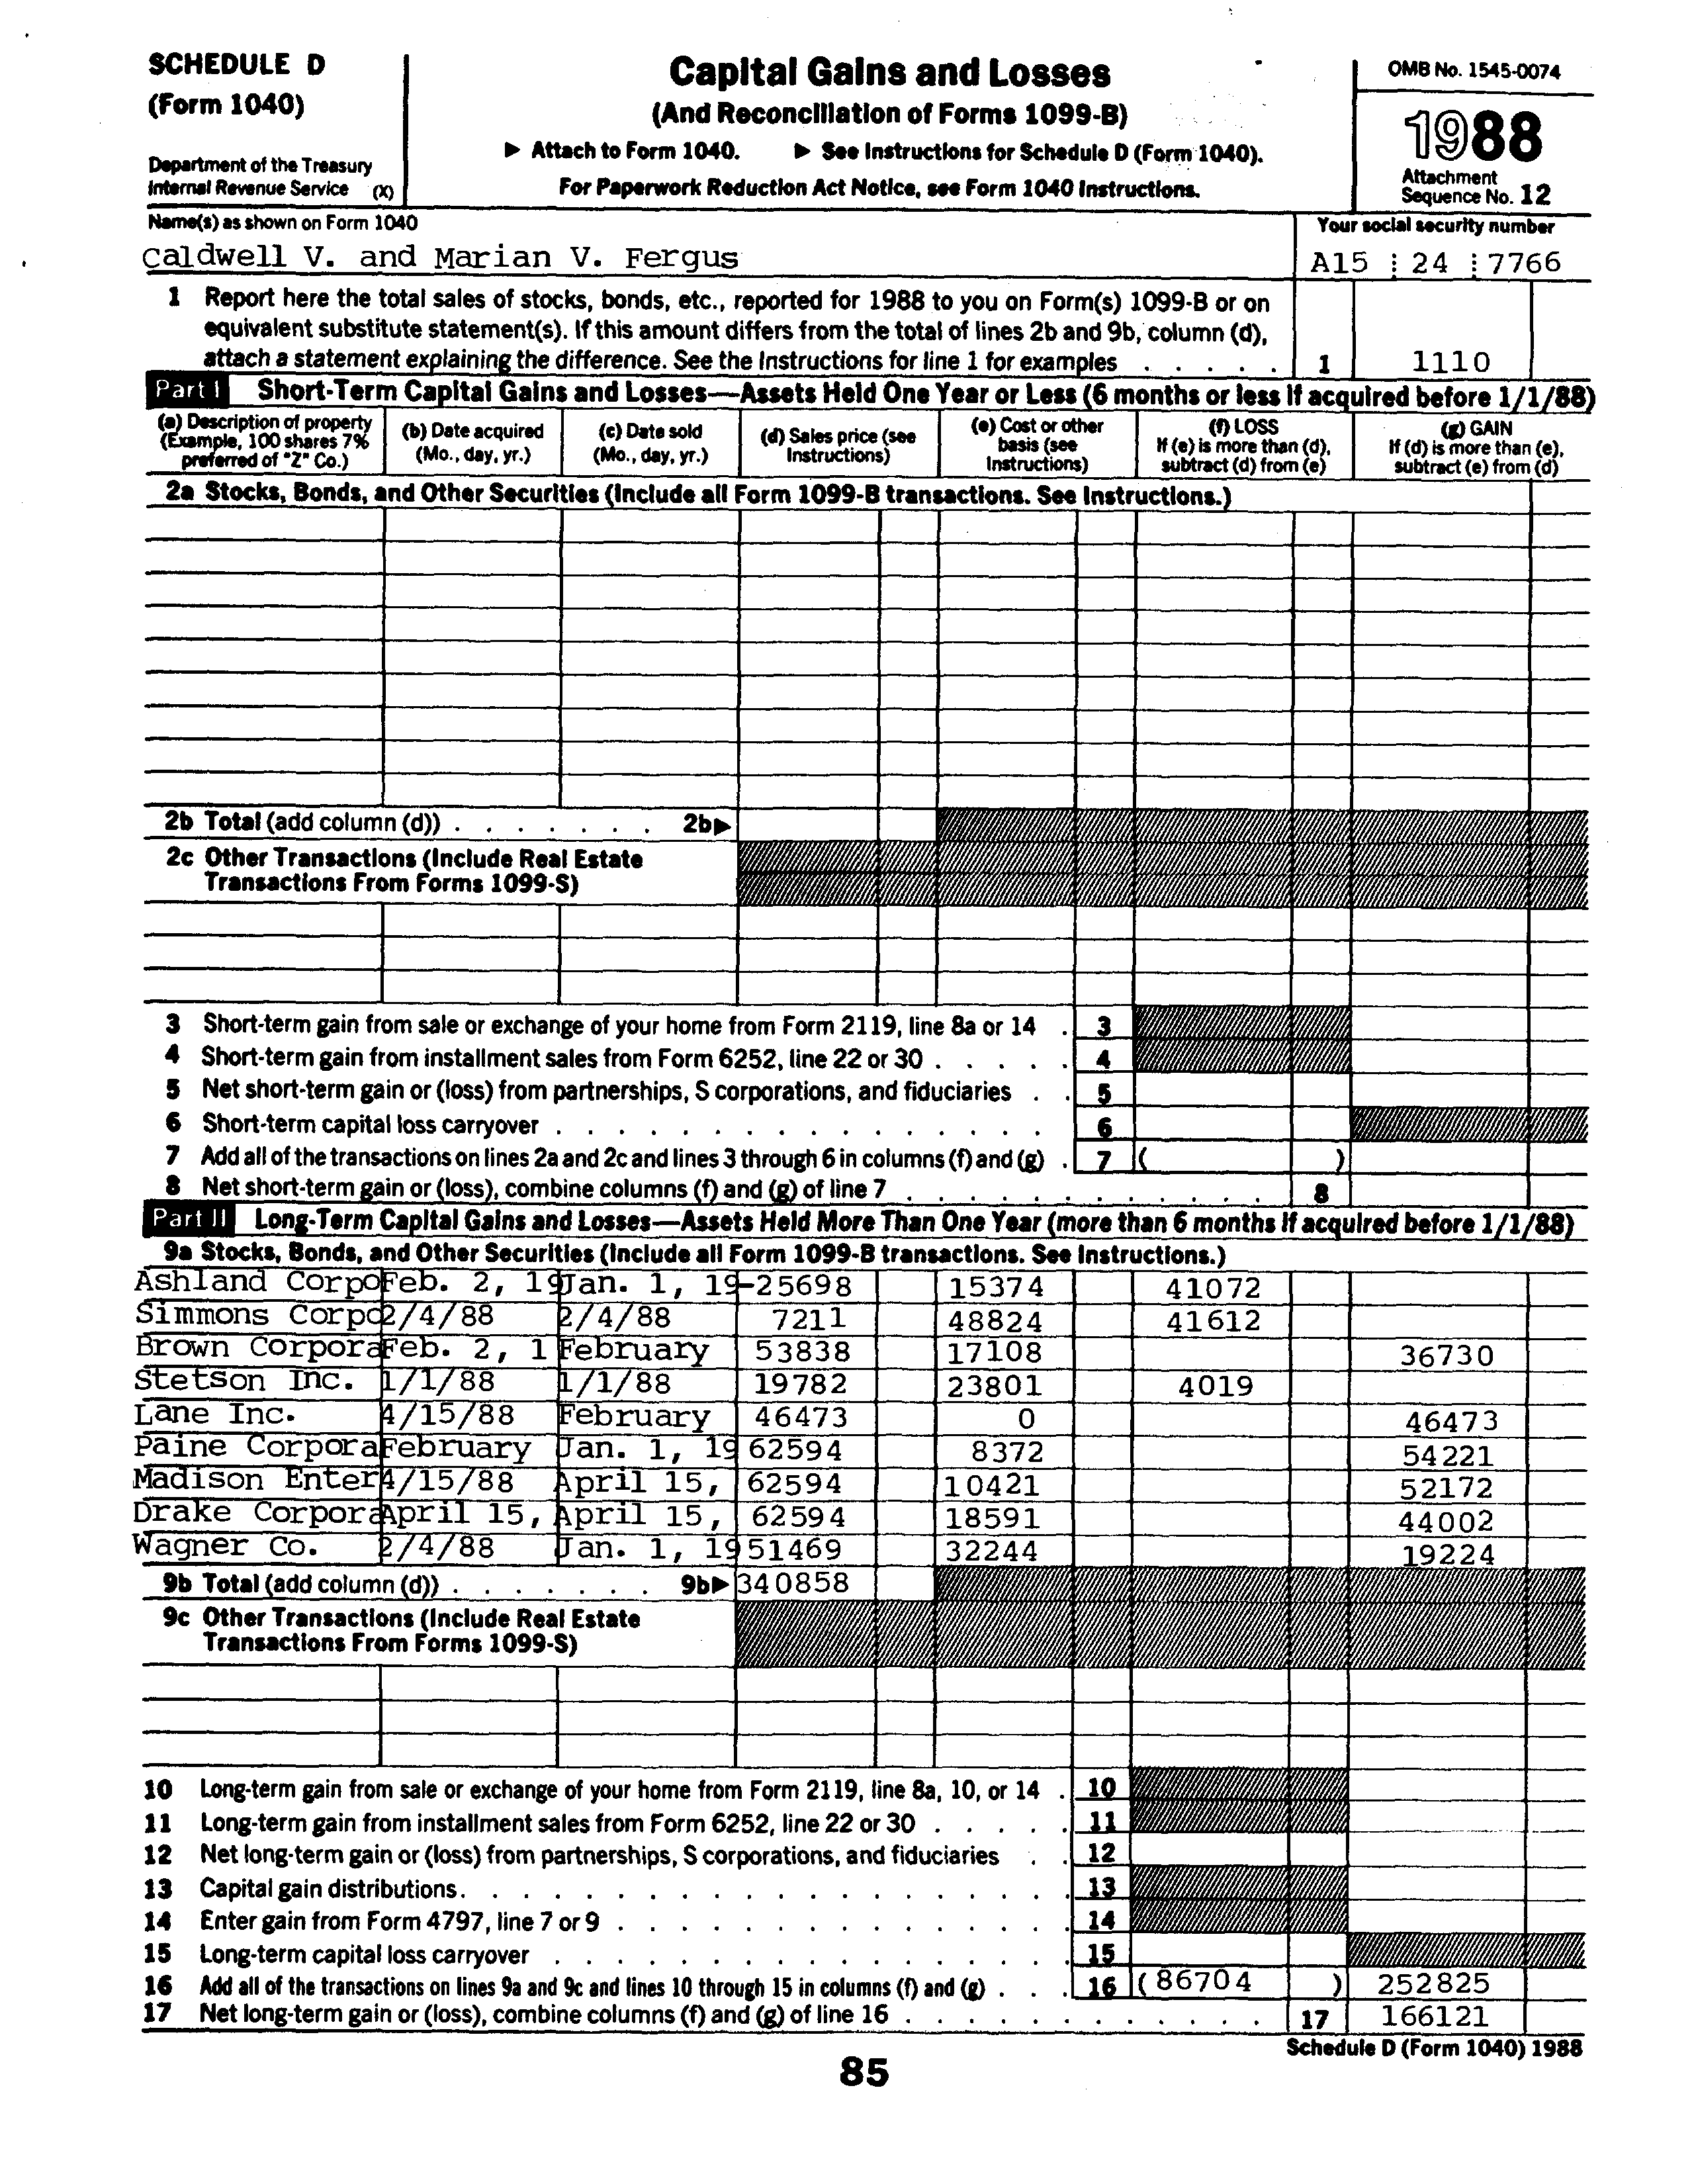 SCHEDULE D
(Form 1040)
Department of the Treasury
Internal Revenue Service (X)
Capital Gains and Losses
(And Reconciliation of Forms 1099-B)
▶ Attach to Form 1040. ▶ See Instructions for Schedule D (Form 1040).
For Paperwork Reduction Act Notice, see Form 1040 Instructions.
OMB No. 1545-0074
1988
Attachment
Sequence No. 12
Name(s) as shown on Form 1040
Caldwell V. and Marian V. Fergus
Your social security number
A15 24 7766
1 Report here the total sales of stocks, bonds, etc., reported for 1988 to you on Form(s) 1099-B or on
equivalent substitute statement(s). If this amount differs from the total of lines 2b and 9b, column (d),
attach a statement explaining the difference. See the Instructions for line 1 for examples . . . . . 1 1110
Part I Short-Term Capital Gains and Losses—Assets Held One Year or Less (6 months or less if acquired before 1/1/88)
(a) Description of property
(Example, 100 shares 7%
preferred of "Z" Co.)
(b) Date acquired
(Mo., day, yr.)
(c) Date sold
(Mo., day, yr.)
(d) Sales price (see
Instructions)
(e) Cost or other
basis (see
Instructions)
(f) LOSS
If (e) is more than (d),
subtract (d) from (e)
(g) GAIN
If (d) is more than (e),
subtract (e) from (d)
2a Stocks, Bonds, and Other Securities (Include all Form 1099-B transactions. See Instructions.)
2b Total (add column (d)) . . . . . . . 2b▶
2c Other Transactions (Include Real Estate
Transactions From Forms 1099-S)
3 Short-term gain from sale or exchange of your home from Form 2119, line 8a or 14 . 3
4 Short-term gain from installment sales from Form 6252, line 22 or 30 . . . . . 4
5 Net short-term gain or (loss) from partnerships, S corporations, and fiduciaries . . 5
6 Short-term capital loss carryover . . . . . . . . . . . . . . . . 6
7 Add all of the transactions on lines 2a and 2c and lines 3 through 6 in columns (f) and (g) . 7 ( )
8 Net short-term gain or (loss), combine columns (f) and (g) of line 7 . . . . . . . . . . . . 8
Part II Long-Term Capital Gains and Losses—Assets Held More Than One Year (more than 6 months if acquired before 1/1/88)
9a Stocks, Bonds, and Other Securities (Include all Form 1099-B transactions. See Instructions.)
Ashland Corpo Feb. 2, 19 Jan. 1, 19 -25698 15374 41072
Simmons Corpo 2/4/88 2/4/88 7211 48824 41612
Brown Corpora Feb. 2, 1 February 53838 17108 36730
Stetson Inc. 1/1/88 1/1/88 19782 23801 4019
Lane Inc. 4/15/88 February 46473 0 46473
Paine Corpora February Jan. 1, 19 62594 8372 54221
Madison Enter 4/15/88 April 15, 62594 10421 52172
Drake Corpora April 15, April 15, 62594 18591 44002
Wagner Co. 2/4/88 Jan. 1, 19 51469 32244 19224
9b Total (add column (d)) . . . . . . . 9b▶ 340858
9c Other Transactions (Include Real Estate
Transactions From Forms 1099-S)
10 Long-term gain from sale or exchange of your home from Form 2119, line 8a, 10, or 14 . 10
11 Long-term gain from installment sales from Form 6252, line 22 or 30 . . . . . 11
12 Net long-term gain or (loss) from partnerships, S corporations, and fiduciaries . . 12
13 Capital gain distributions. . . . . . . . . . . . . . . . . . . . 13
14 Enter gain from Form 4797, line 7 or 9 . . . . . . . . . . . . . . . 14
15 Long-term capital loss carryover . . . . . . . . . . . . . . . . . 15
16 Add all of the transactions on lines 9a and 9c and lines 10 through 15 in columns (f) and (g) . . . 16 ( 86704 ) 252825
17 Net long-term gain or (loss), combine columns (f) and (g) of line 16 . . . . . . . . . . . . 17 166121
Schedule D (Form 1040) 1988
85